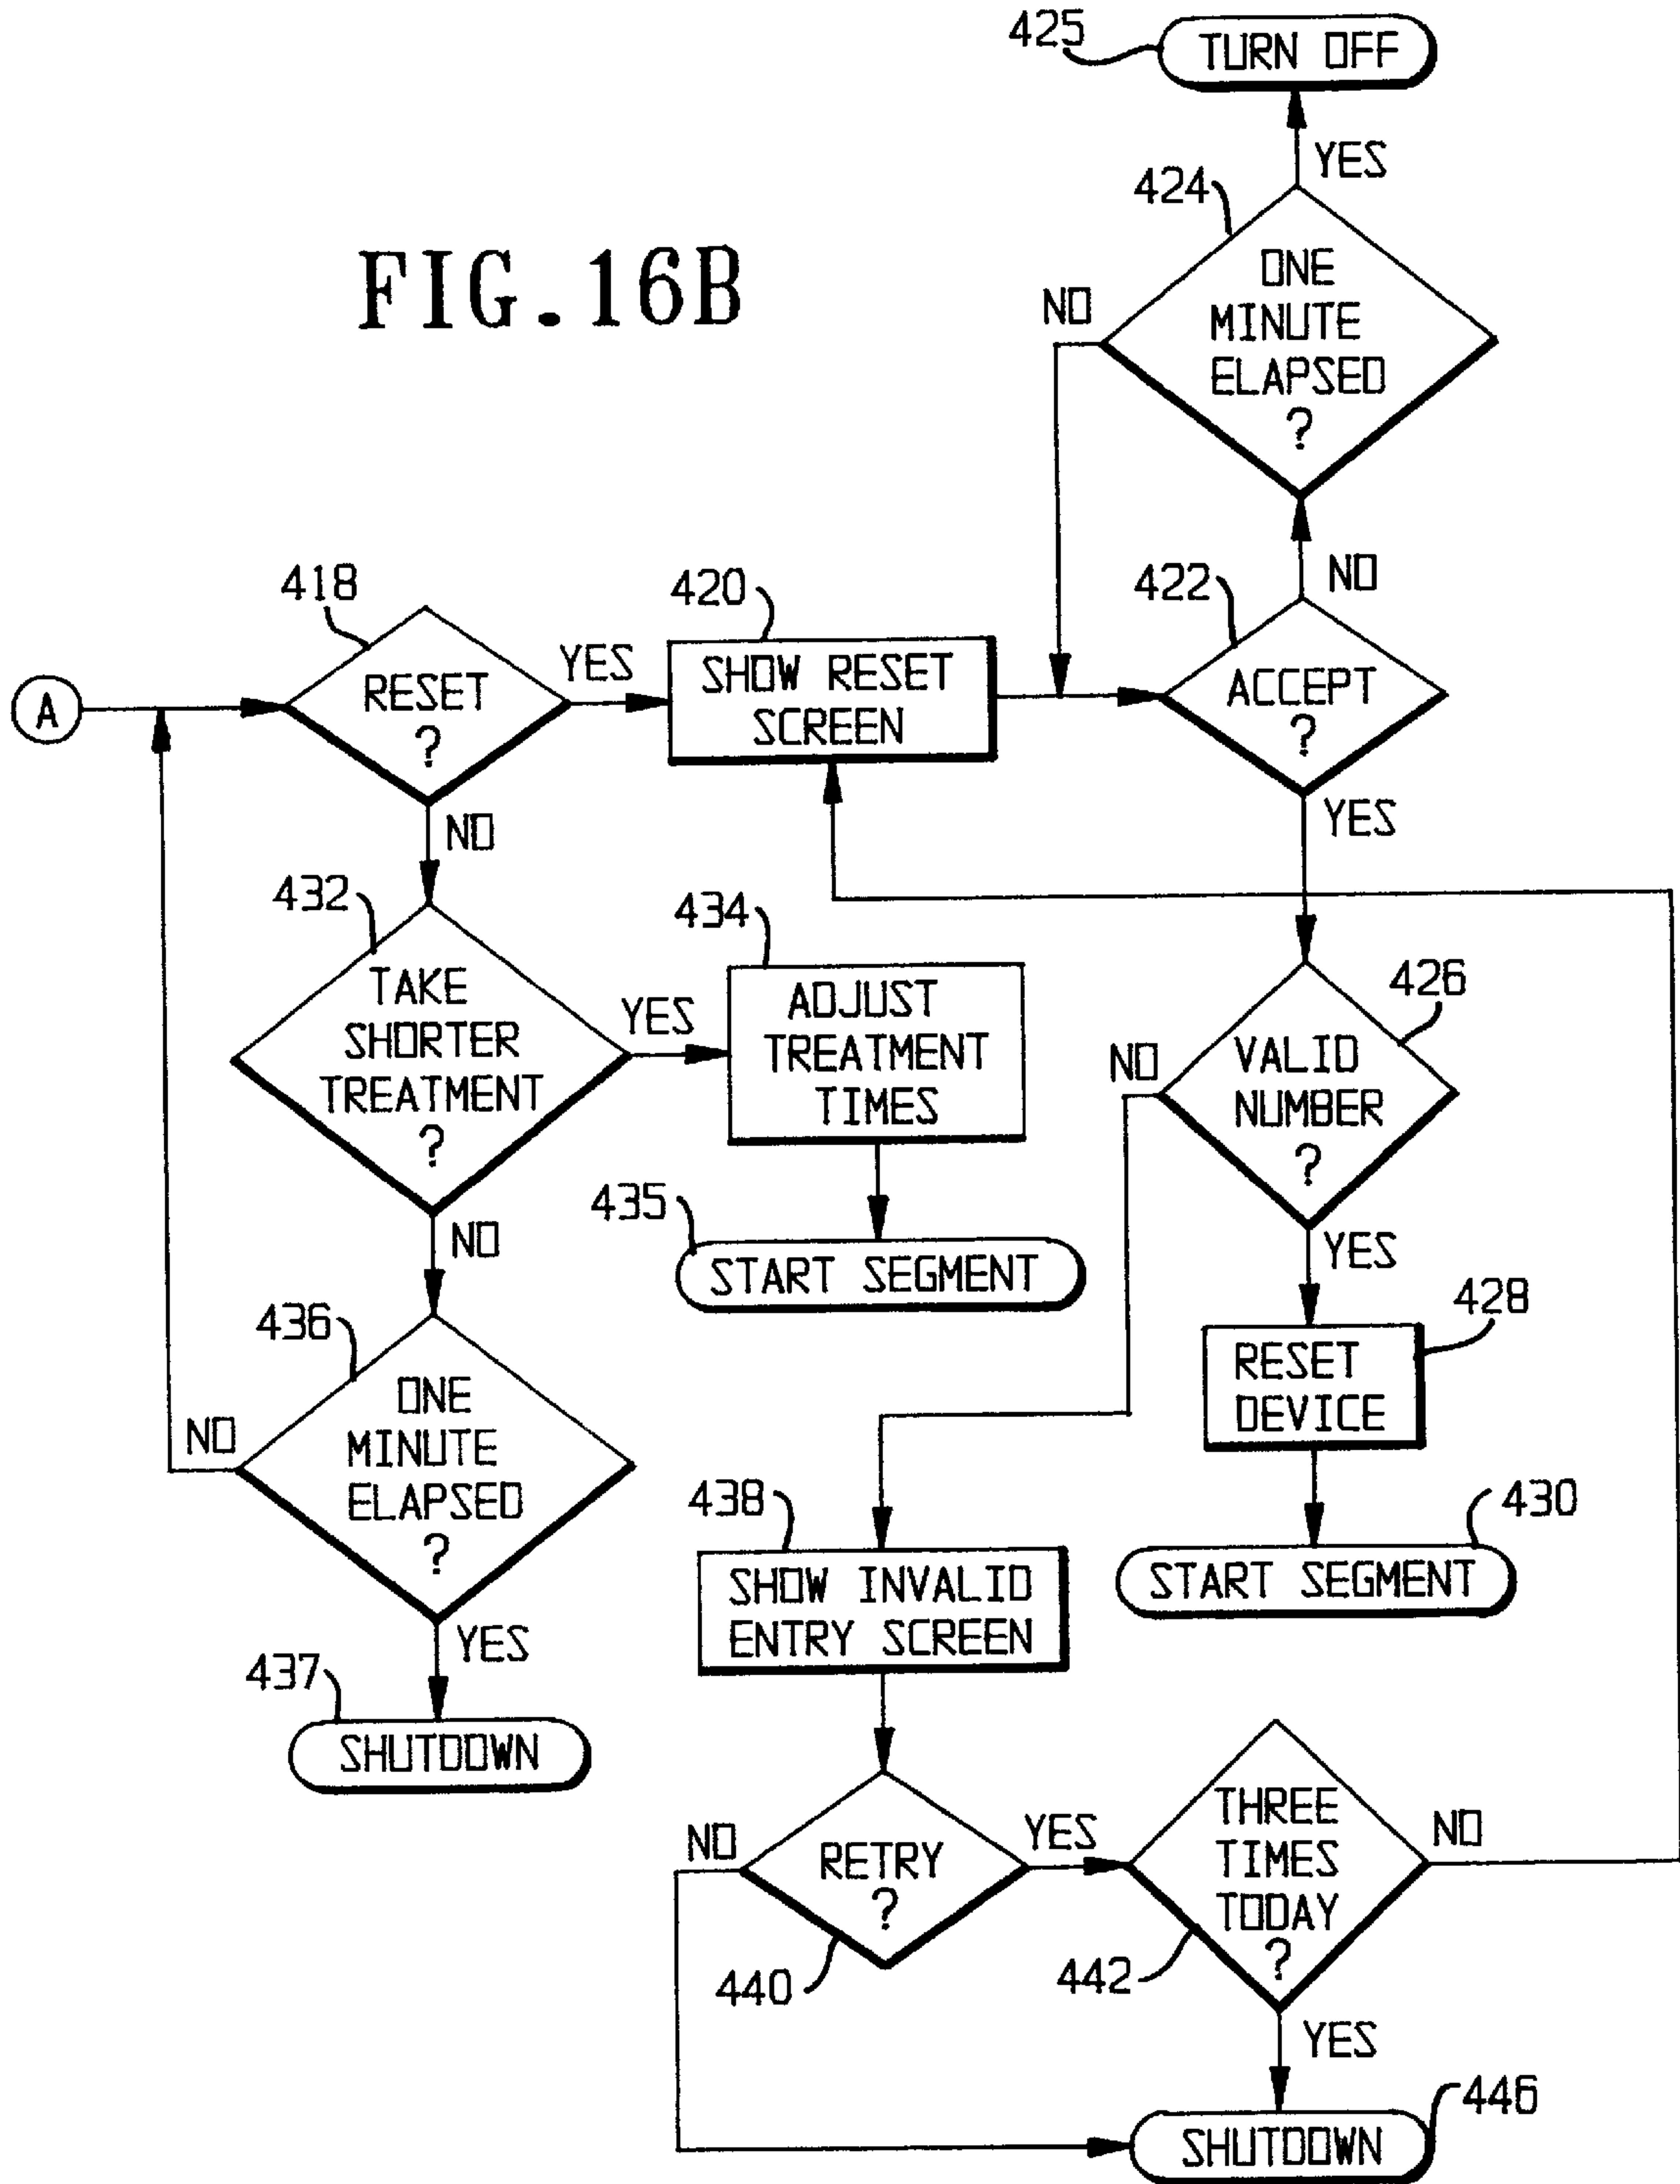 425
TURN OFF
YES
424
FIG.16B
ONE
MINUTE
ELAPSED
?
NO
NO
418
420
422
A
RESET
?
YES
SHOW RESET
SCREEN
ACCEPT
?
NO
YES
432
434
426
TAKE
SHORTER
TREATMENT
?
YES
ADJUST
TREATMENT
TIMES
NO
VALID
NUMBER
?
435
START SEGMENT
NO
YES
428
436
RESET
DEVICE
ONE
MINUTE
ELAPSED
?
NO
438
430
SHOW INVALID
ENTRY SCREEN
START SEGMENT
YES
437
SHUTDOWN
NO
RETRY
?
YES
THREE
TIMES
TODAY
?
NO
440
442
YES
446
SHUTDOWN